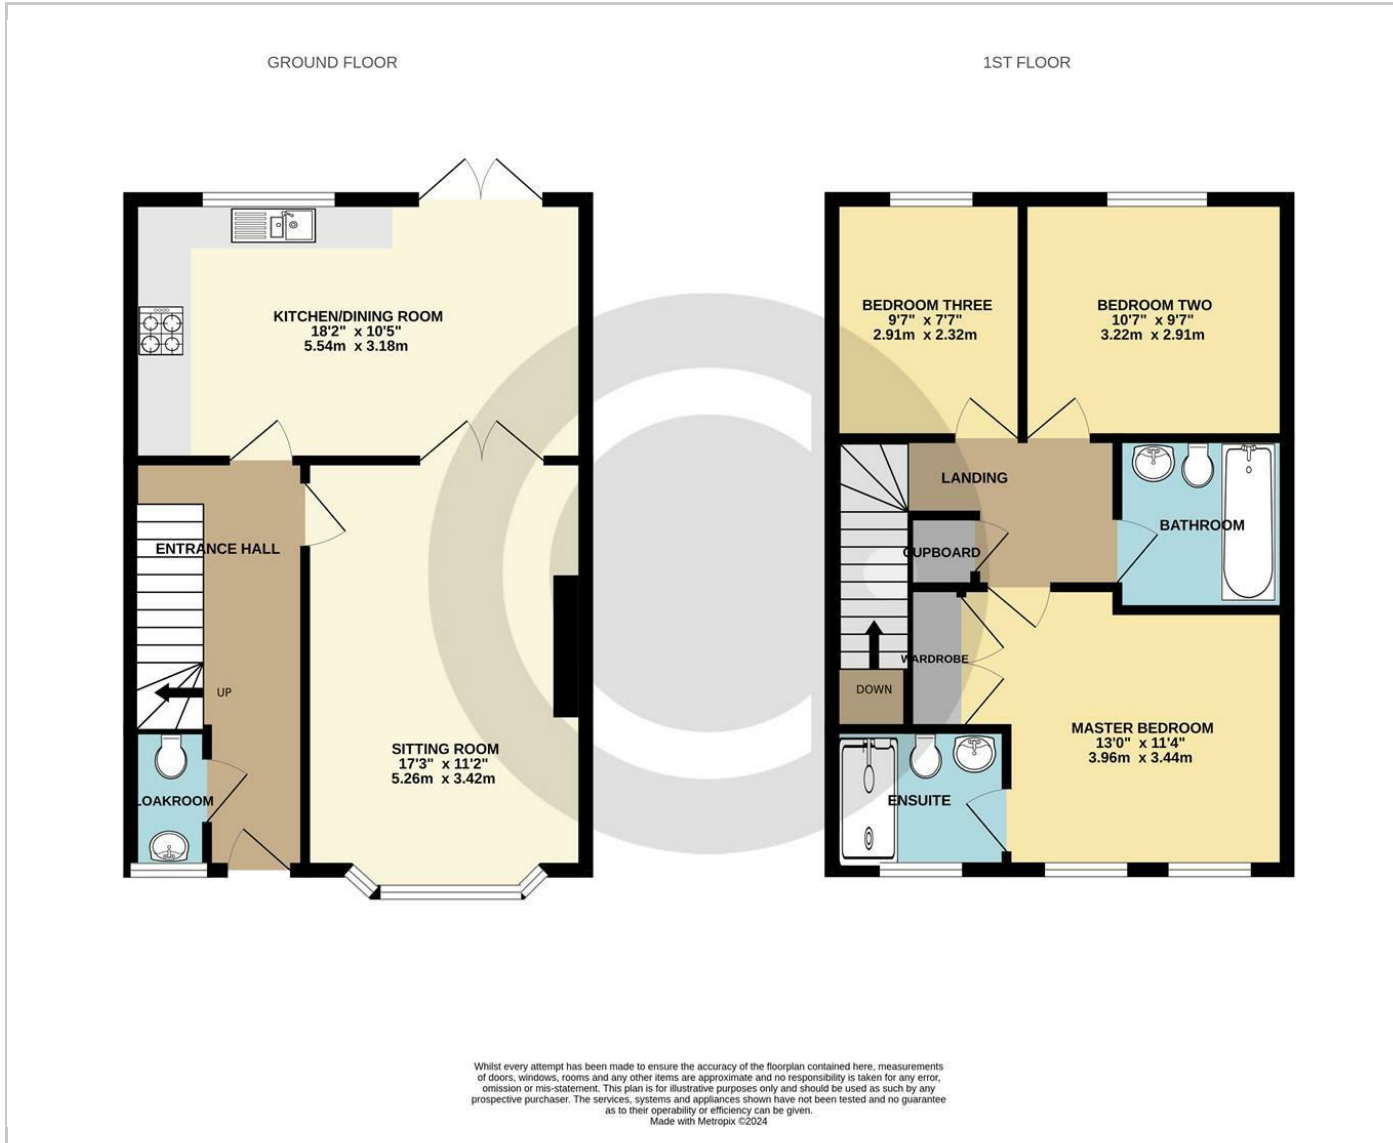 GROUND FLOOR
KITCHEN/DINING ROOM
18'2" x 10'5"
5.54m x 3.18m
ENTRANCE HALL
UP
SITTING ROOM
17'3" x 11'2"
5.26m x 3.42m
LOAKROOM
1ST FLOOR
BEDROOM THREE
9'7" x 7'7"
2.91m x 2.32m
BEDROOM TWO
10'7" x 9'7"
3.22m x 2.91m
LANDING
BATHROOM
CUPBOARD
WARDROBE
DOWN
MASTER BEDROOM
13'0" x 11'4"
3.96m x 3.44m
ENSUITE
Whilst every attempt has been made to ensure the accuracy of the floorplan contained here, measurements
of doors, windows, rooms and any other items are approximate and no responsibility is taken for any error,
omission or mis-statement. This plan is for illustrative purposes only and should be used as such by any
prospective purchaser. The services, systems and appliances shown have not been tested and no guarantee
as to their operability or efficiency can be given.
Made with Metropix ©2024